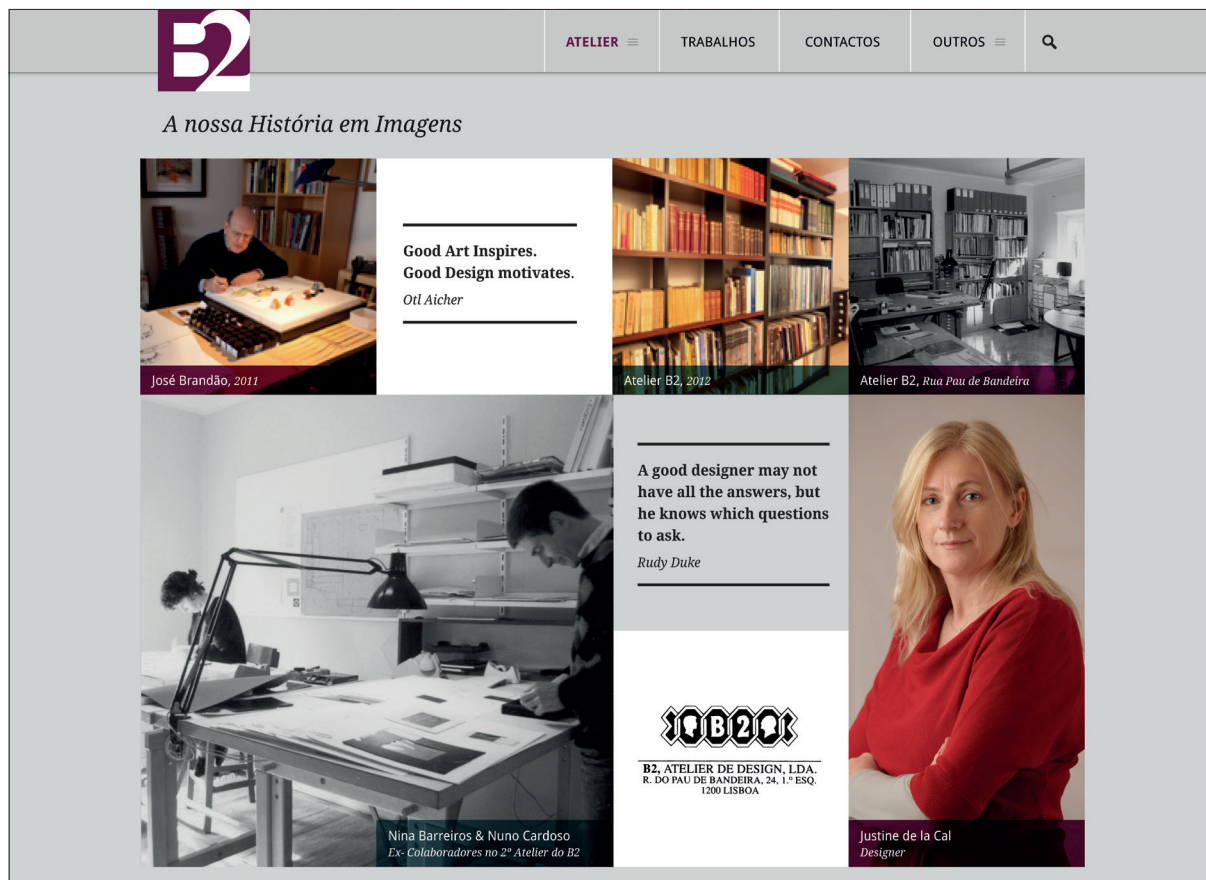 B2
ATELIER
TRABALHOS
CONTACTOS
OUTROS
A nossa História em Imagens
Good Art Inspires.
Good Design motivates.
Otl Aicher
José Brandão, 2011
Atelier B2, 2012
Atelier B2, Rua Pau de Bandeira
A good designer may not
have all the answers, but
he knows which questions
to ask.
Rudy Duke
B2
B2, ATELIER DE DESIGN, LDA.
R. DO PAU DE BANDEIRA, 24, 1.º ESQ.
1200 LISBOA
Nina Barreiros & Nuno Cardoso
Ex- Colaboradores no 2º Atelier do B2
Justine de la Cal
Designer